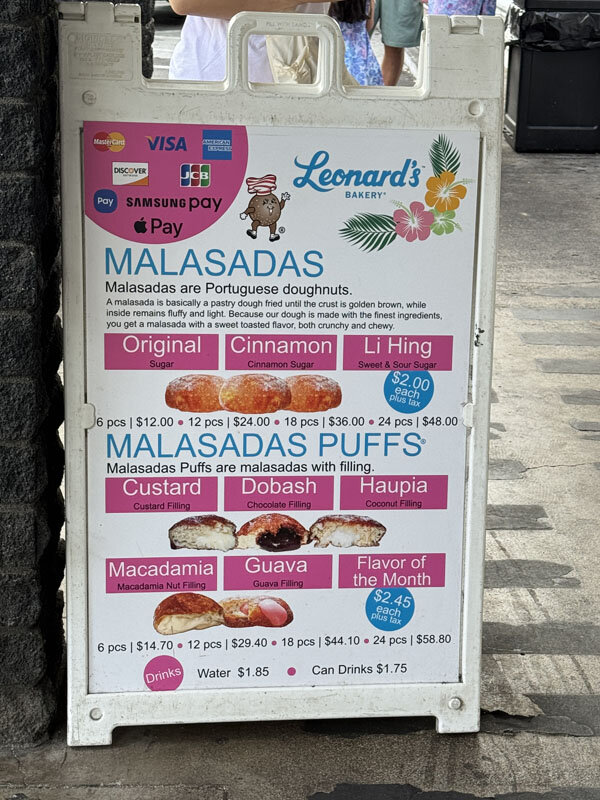 FILL WITH SAND
MasterCard
VISA
AMERICAN EXPRESS
DISCOVER
JCB
Pay SAMSUNG pay
Pay
Leonard's™
BAKERY®
®
MALASADAS
Malasadas are Portuguese doughnuts.
A malasada is basically a pastry dough fried until the crust is golden brown, while
inside remains fluffy and light. Because our dough is made with the finest ingredients,
you get a malasada with a sweet toasted flavor, both crunchy and chewy.
Original Cinnamon Li Hing
Sugar Cinnamon Sugar Sweet & Sour Sugar
$2.00
each
plus tax
6 pcs | $12.00 • 12 pcs | $24.00 • 18 pcs | $36.00 • 24 pcs | $48.00
MALASADAS PUFFS®
Malasadas Puffs are malasadas with filling.
Custard Dobash Haupia
Custard Filling Chocolate Filling Coconut Filling
Macadamia Guava Flavor of
the Month
Macadamia Nut Filling Guava Filling
$2.45
each
plus tax
6 pcs | $14.70 • 12 pcs | $29.40 • 18 pcs | $44.10 • 24 pcs | $58.80
Drinks Water $1.85 • Can Drinks $1.75